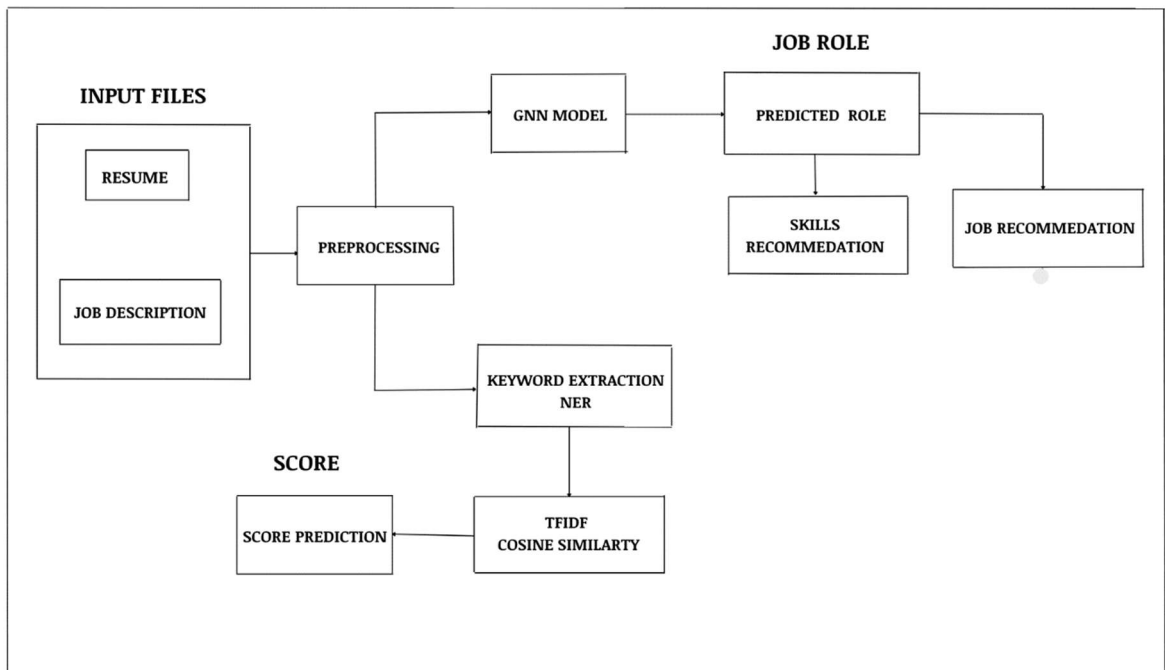 JOB ROLE
INPUT FILES
GNN MODEL
PREDICTED ROLE
RESUME
PREPROCESSING
SKILLS
RECOMMEDATION
JOB RECOMMEDATION
JOB DESCRIPTION
KEYWORD EXTRACTION
NER
SCORE
SCORE PREDICTION
TFIDF
COSINE SIMILARTY